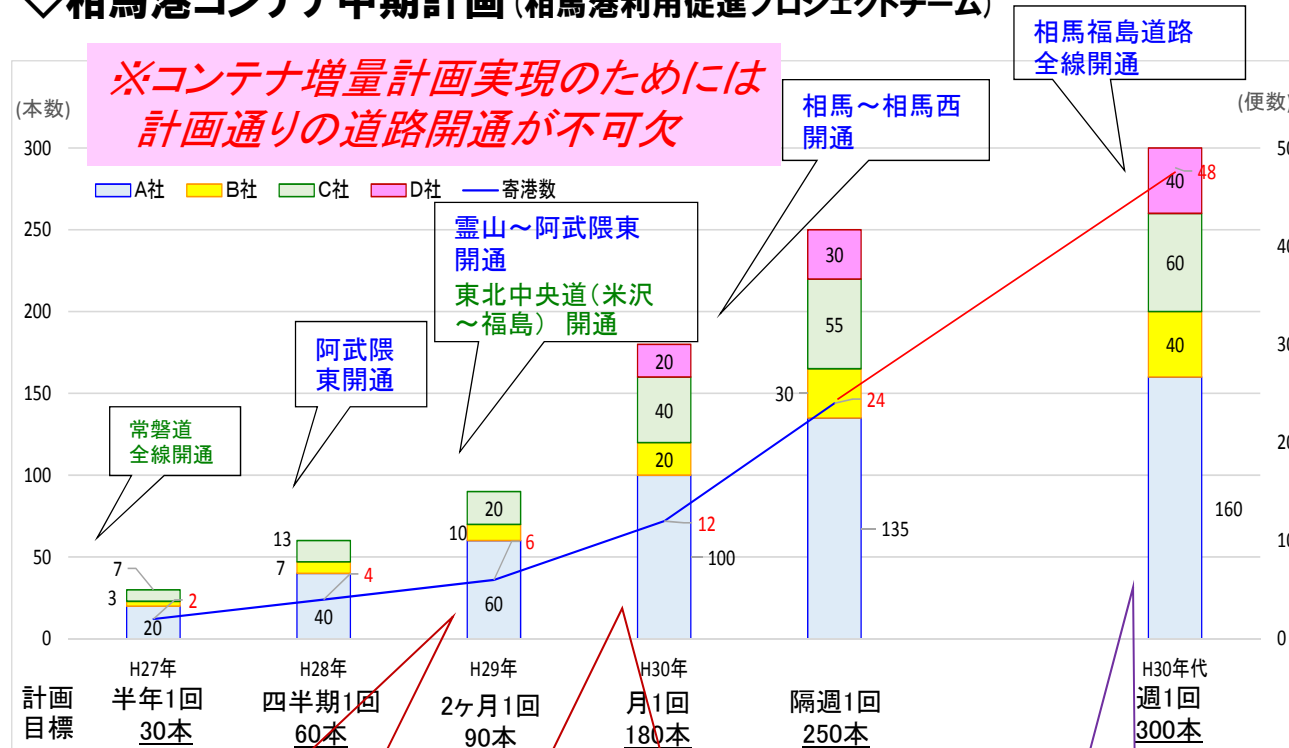 ◇相馬港コンテナ中期計画(相馬港利用促進プロジェクトチーム)
※コンテナ増量計画実現のためには
計画通りの道路開通が不可欠
相馬福島道路
全線開通
相馬～相馬西
開通
(本数)
(便数)
A社 B社 C社 D社 寄港数
霊山～阿武隈東
開通
東北中央道(米沢
～福島) 開通
阿武隈
東開通
常磐道
全線開通
300
250
200
150
100
50
0
7
3
2
20
13
7
4
40
20
10
6
60
20
40
20
12
100
30
55
30
24
135
40
48
60
40
160
0
H27年 H28年 H29年 H30年 H30年代
計画
目標
半年1回
30本
四半期1回
60本
2ヶ月1回
90本
月1回
180本
隔週1回
250本
週1回
300本